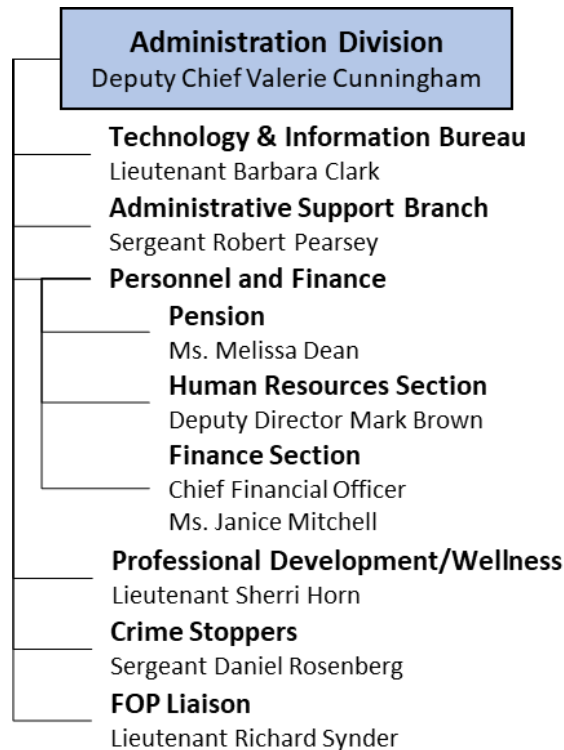 Administration Division
Deputy Chief Valerie Cunningham
Technology & Information Bureau
Lieutenant Barbara Clark
Administrative Support Branch
Sergeant Robert Pearsey
Personnel and Finance
Pension
Ms. Melissa Dean
Human Resources Section
Deputy Director Mark Brown
Finance Section
Chief Financial Officer
Ms. Janice Mitchell
Professional Development/Wellness
Lieutenant Sherri Horn
Crime Stoppers
Sergeant Daniel Rosenberg
FOP Liaison
Lieutenant Richard Synder